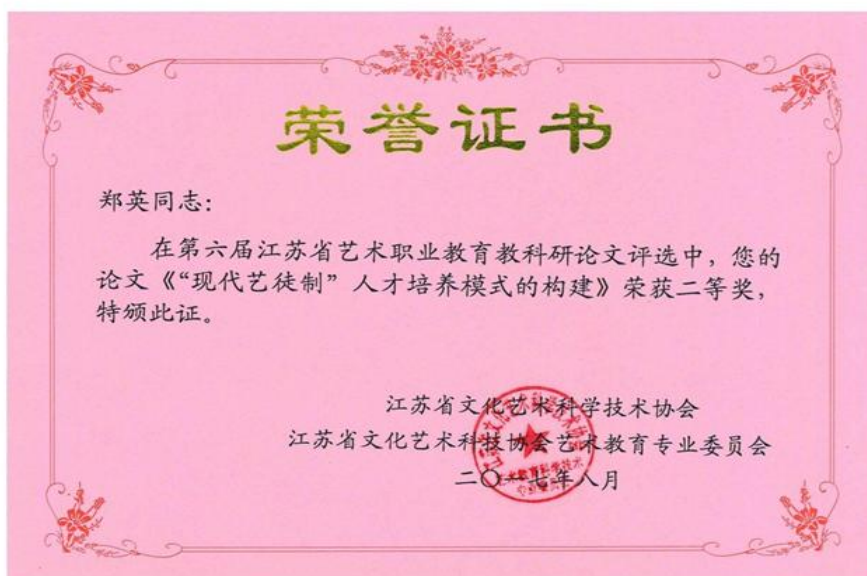 荣誉证书
郑英同志：
在第六届江苏省艺术职业教育教科研论文评选中，您的
论文《“现代艺徒制”人才培养模式的构建》荣获二等奖，
特颁此证。
江苏省文化艺术科学技术协会
江苏省文化艺术科技协会艺术教育专业委员会
二〇一七年八月